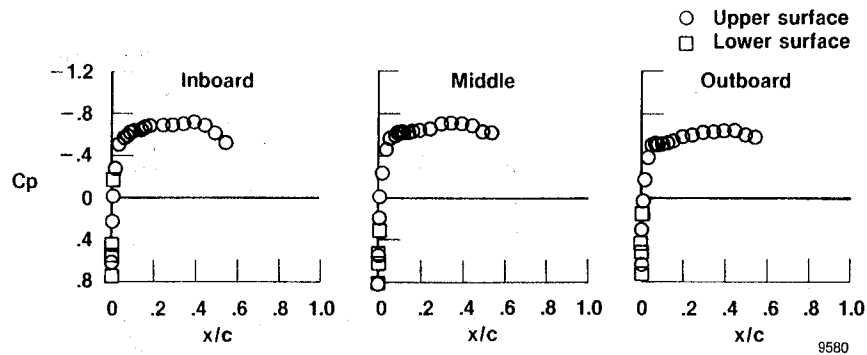 Upper surface
Lower surface
Inboard
Middle
Outboard
−1.2
−.8
−.4
Cp
0
.4
.8
0 .2 .4 .6 .8 1.0
0 .2 .4 .6 .8 1.0
0 .2 .4 .6 .8 1.0
x/c
x/c
x/c
9580